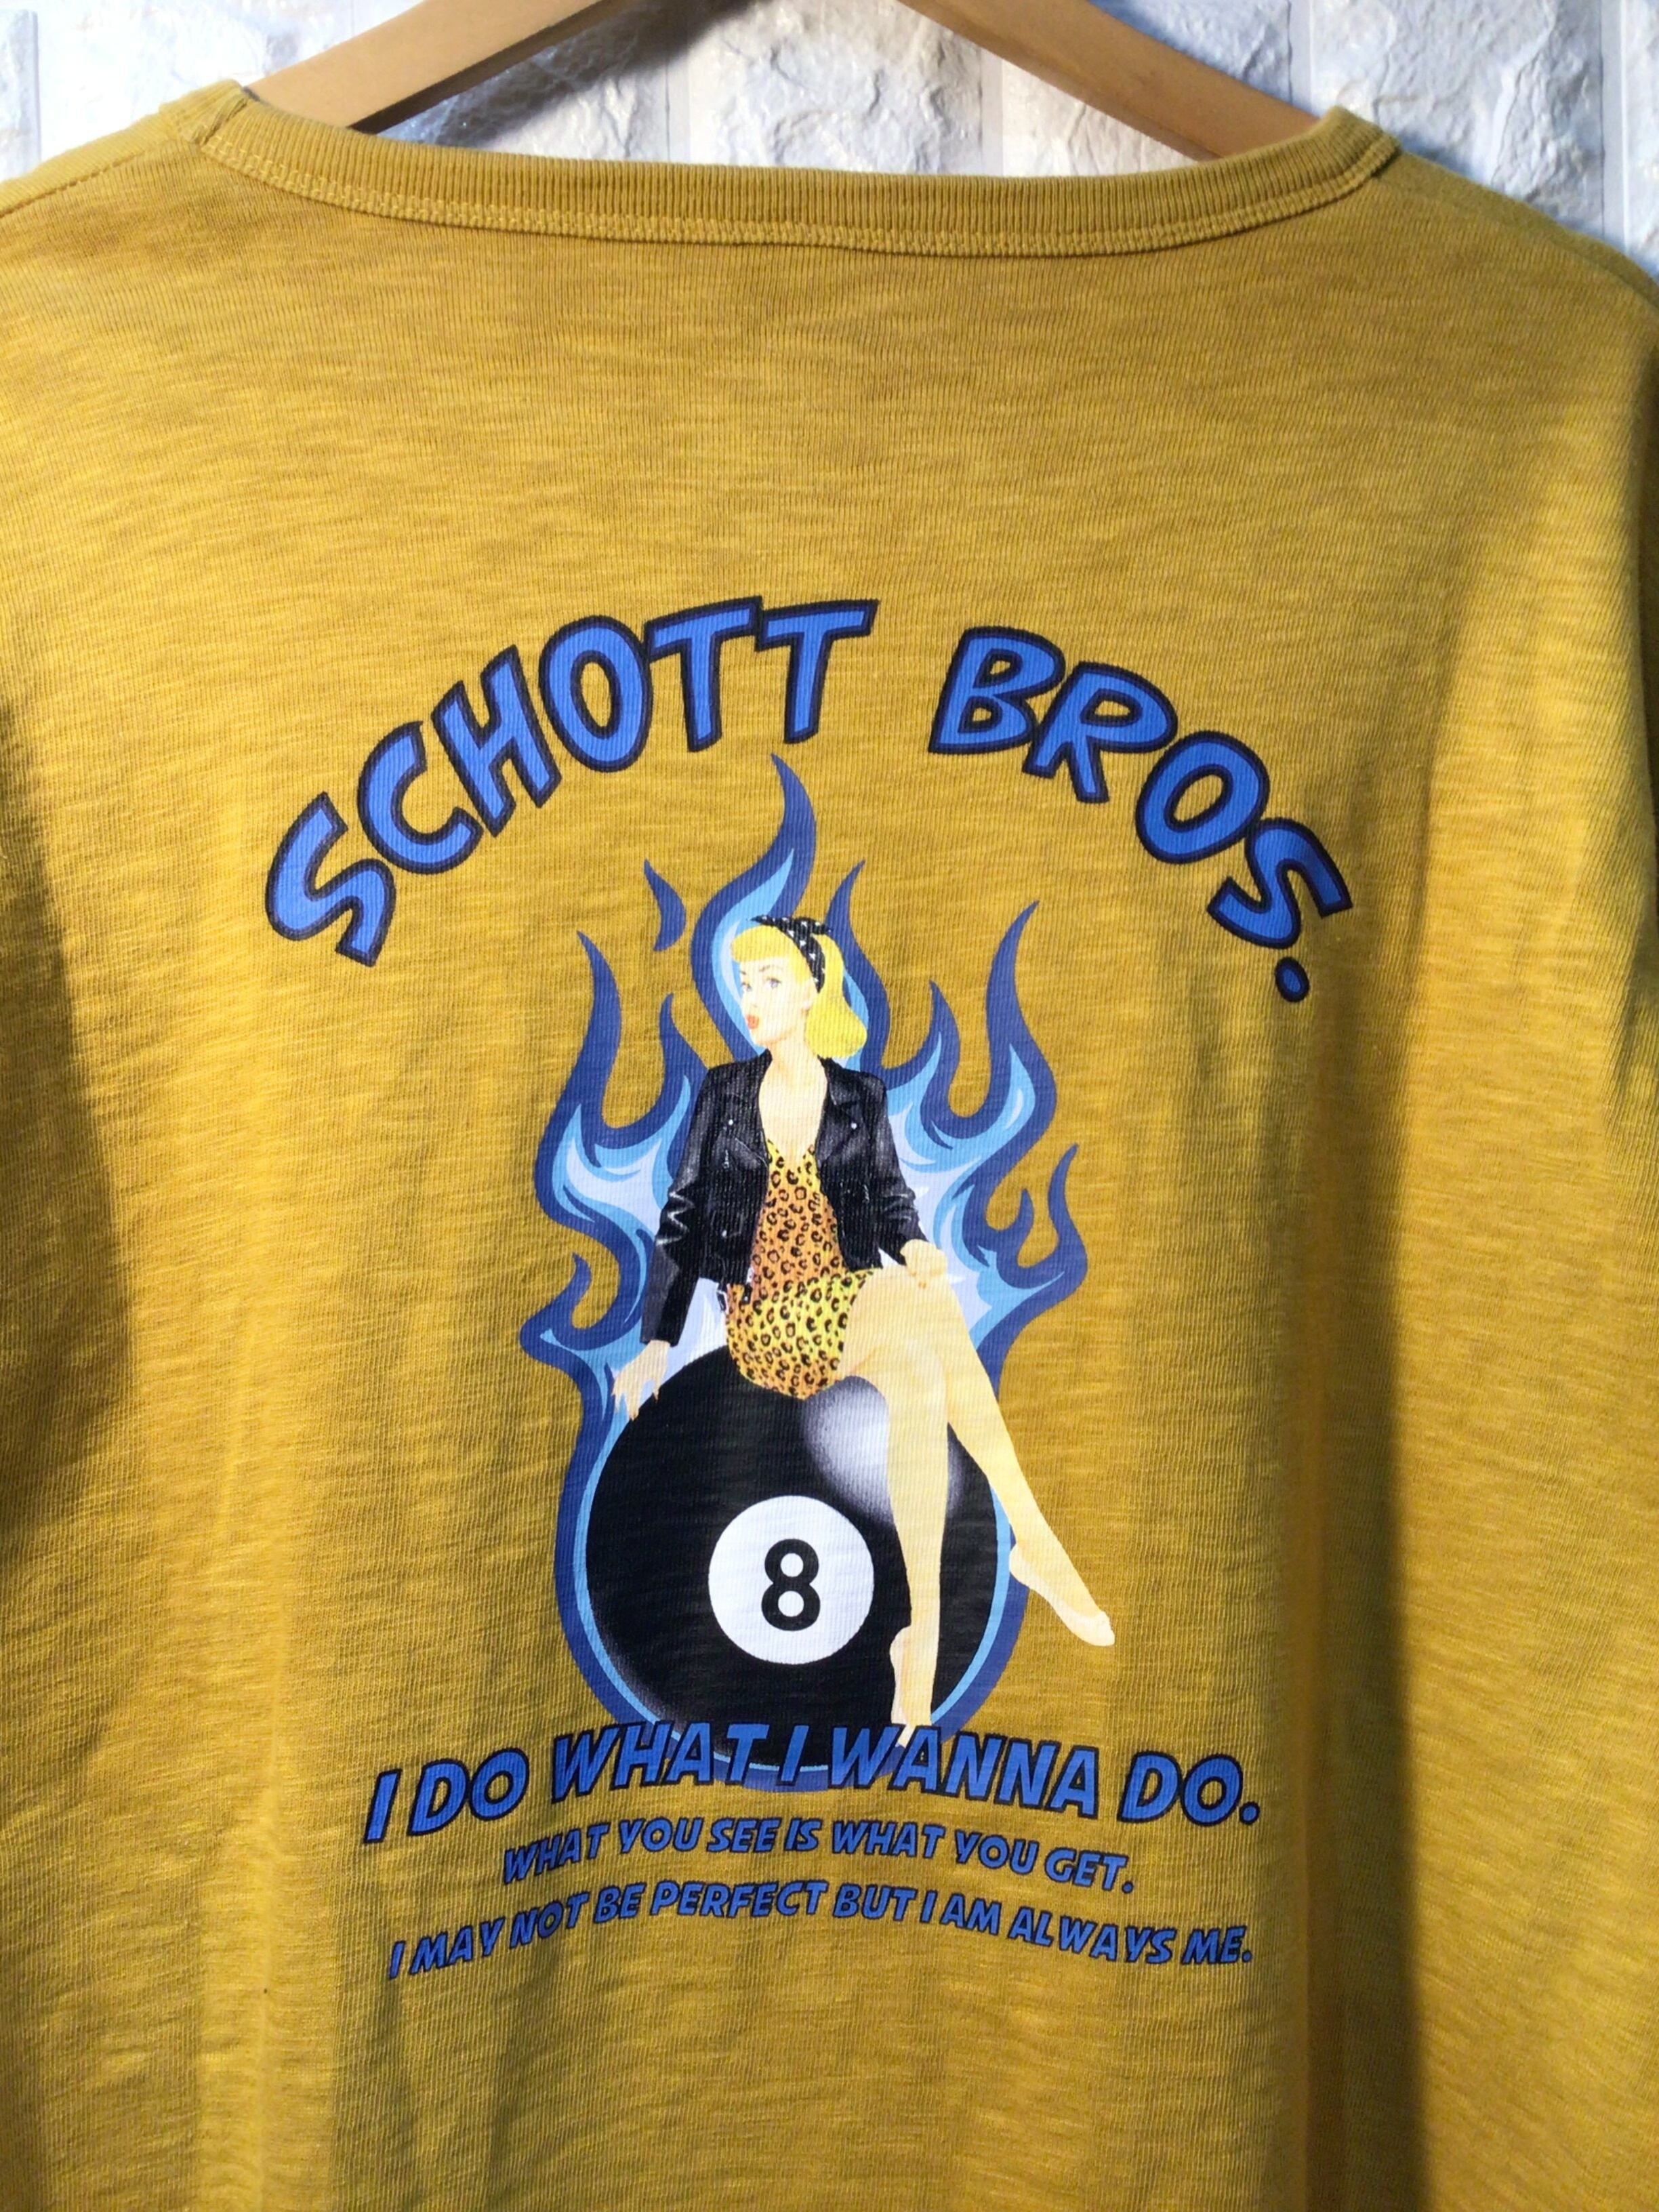 SCHOTT BROS.
8
I DO WHAT I WANNA DO.
WHAT YOU SEE IS WHAT YOU GET.
I MAY NOT BE PERFECT BUT I AM ALWAYS ME.